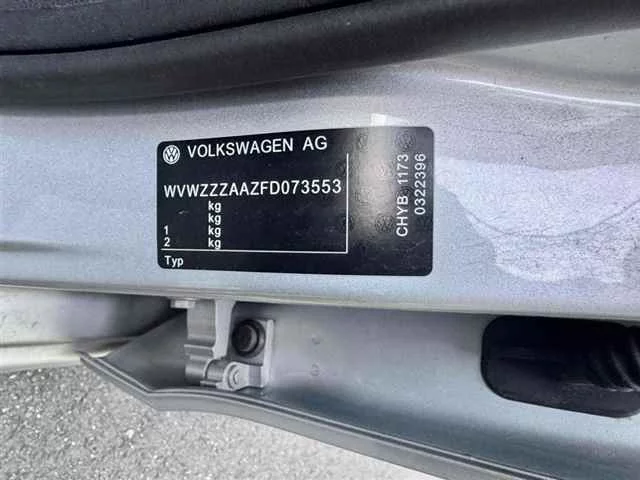 VOLKSWAGEN AG
WVWZZZAAZFD073553
kg
kg
1 kg
2 kg
Typ
CHYB 1173
0322396